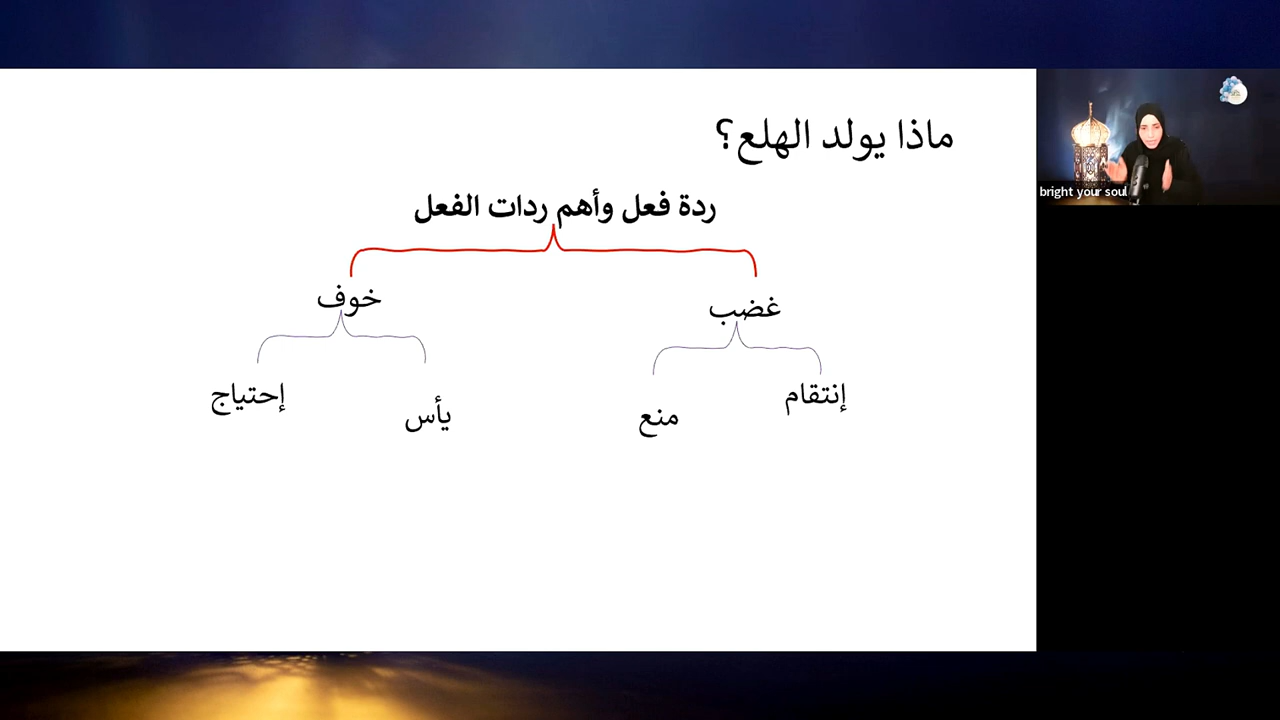 ماذا يولد الهلع؟
ردة فعل وأهم ردات الفعل
غضب
خوف
إنتقام
منع
يأس
إحتياج
bright your soul